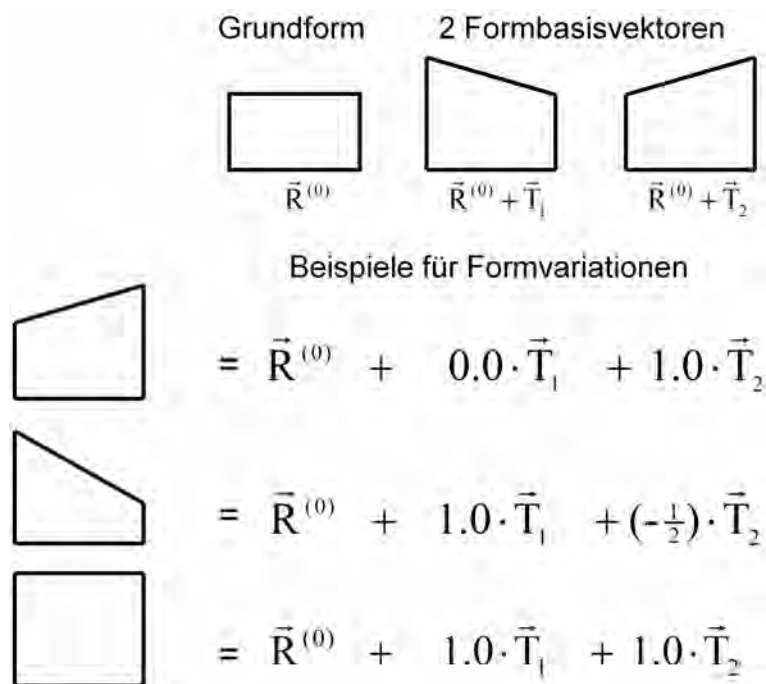 Grundform 2 Formbasisvektoren
R⃗⁽⁰⁾ R⃗⁽⁰⁾ + T⃗₁ R⃗⁽⁰⁾ + T⃗₂
Beispiele für Formvariationen
= R⃗⁽⁰⁾ + 0.0 · T⃗₁ + 1.0 · T⃗₂
= R⃗⁽⁰⁾ + 1.0 · T⃗₁ + (-½) · T⃗₂
= R⃗⁽⁰⁾ + 1.0 · T⃗₁ + 1.0 · T⃗₂